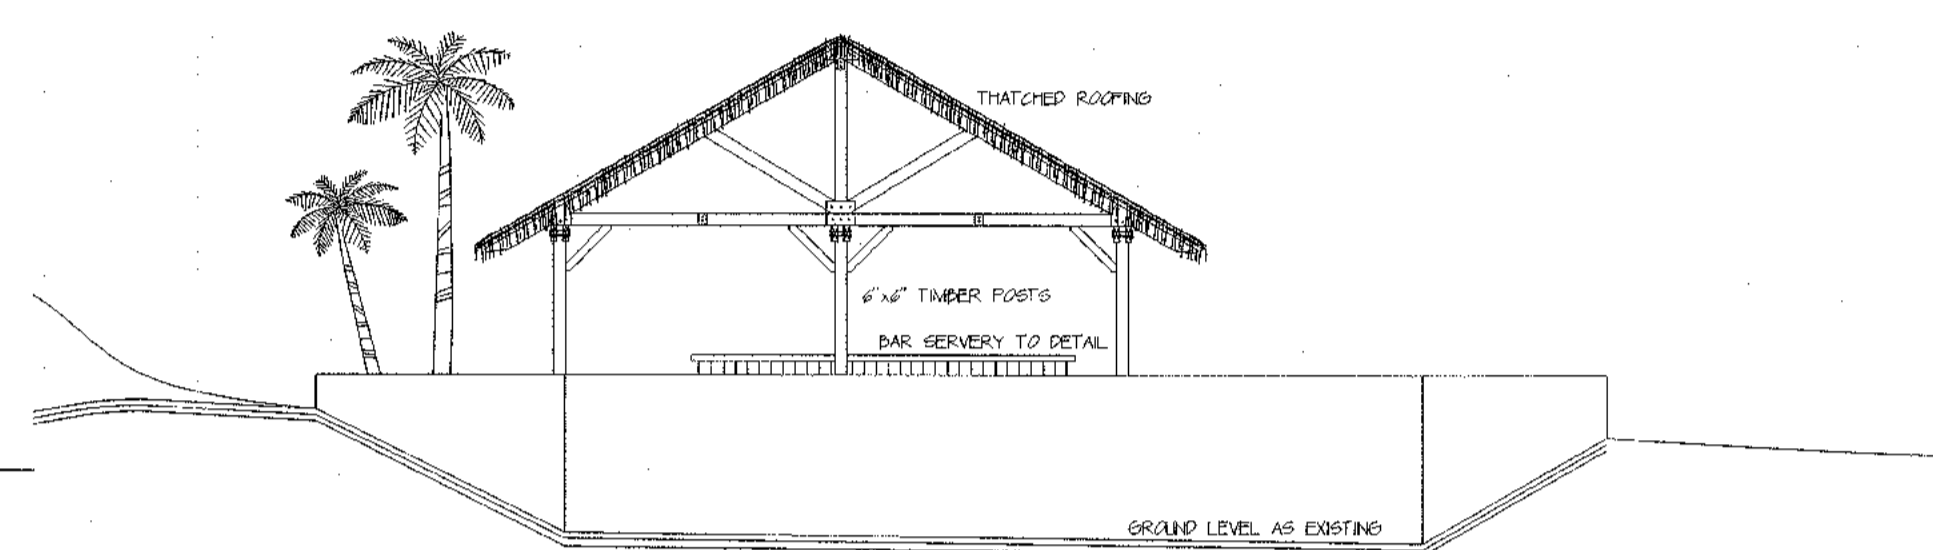 THATCHED ROOFING
6"x6" TIMBER POSTS
BAR SERVERY TO DETAIL
GROUND LEVEL AS EXISTING